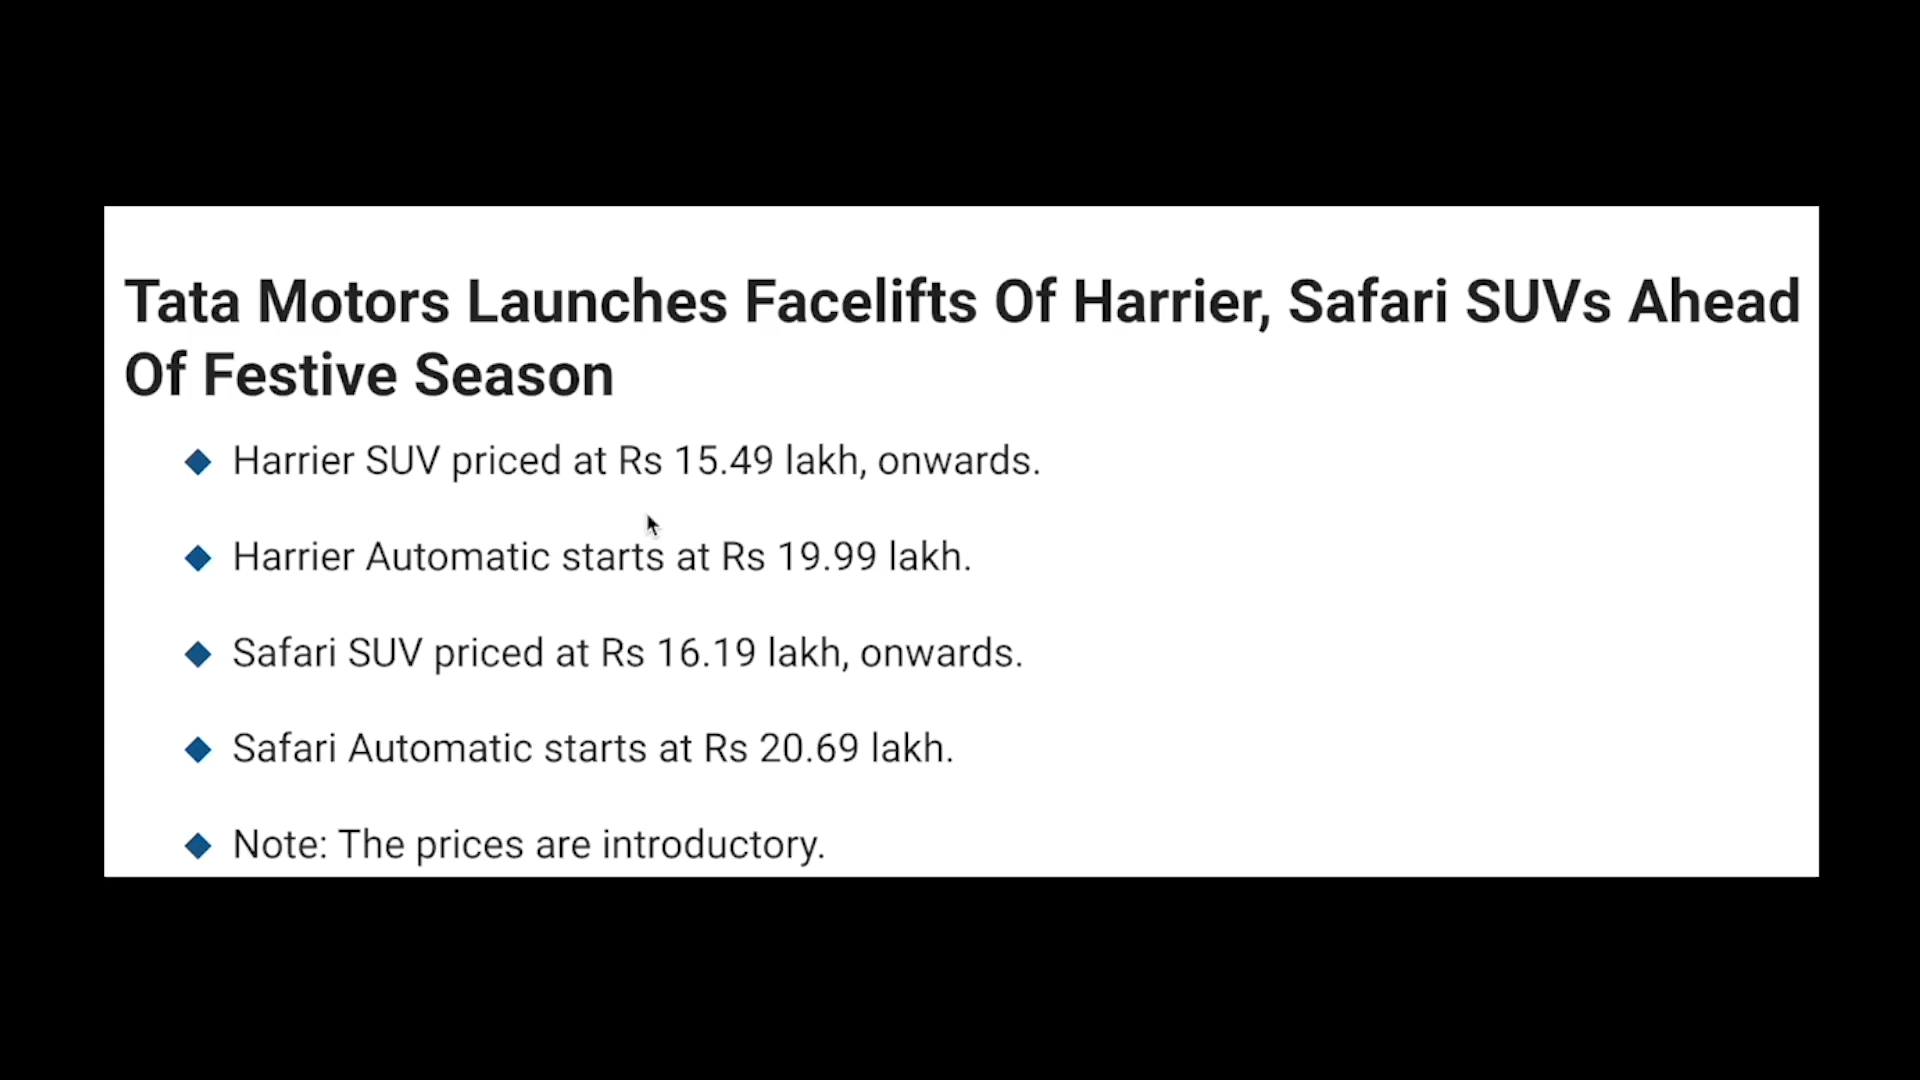 Tata Motors Launches Facelifts Of Harrier, Safari SUVs Ahead
Of Festive Season
Harrier SUV priced at Rs 15.49 lakh, onwards.
Harrier Automatic starts at Rs 19.99 lakh.
Safari SUV priced at Rs 16.19 lakh, onwards.
Safari Automatic starts at Rs 20.69 lakh.
Note: The prices are introductory.